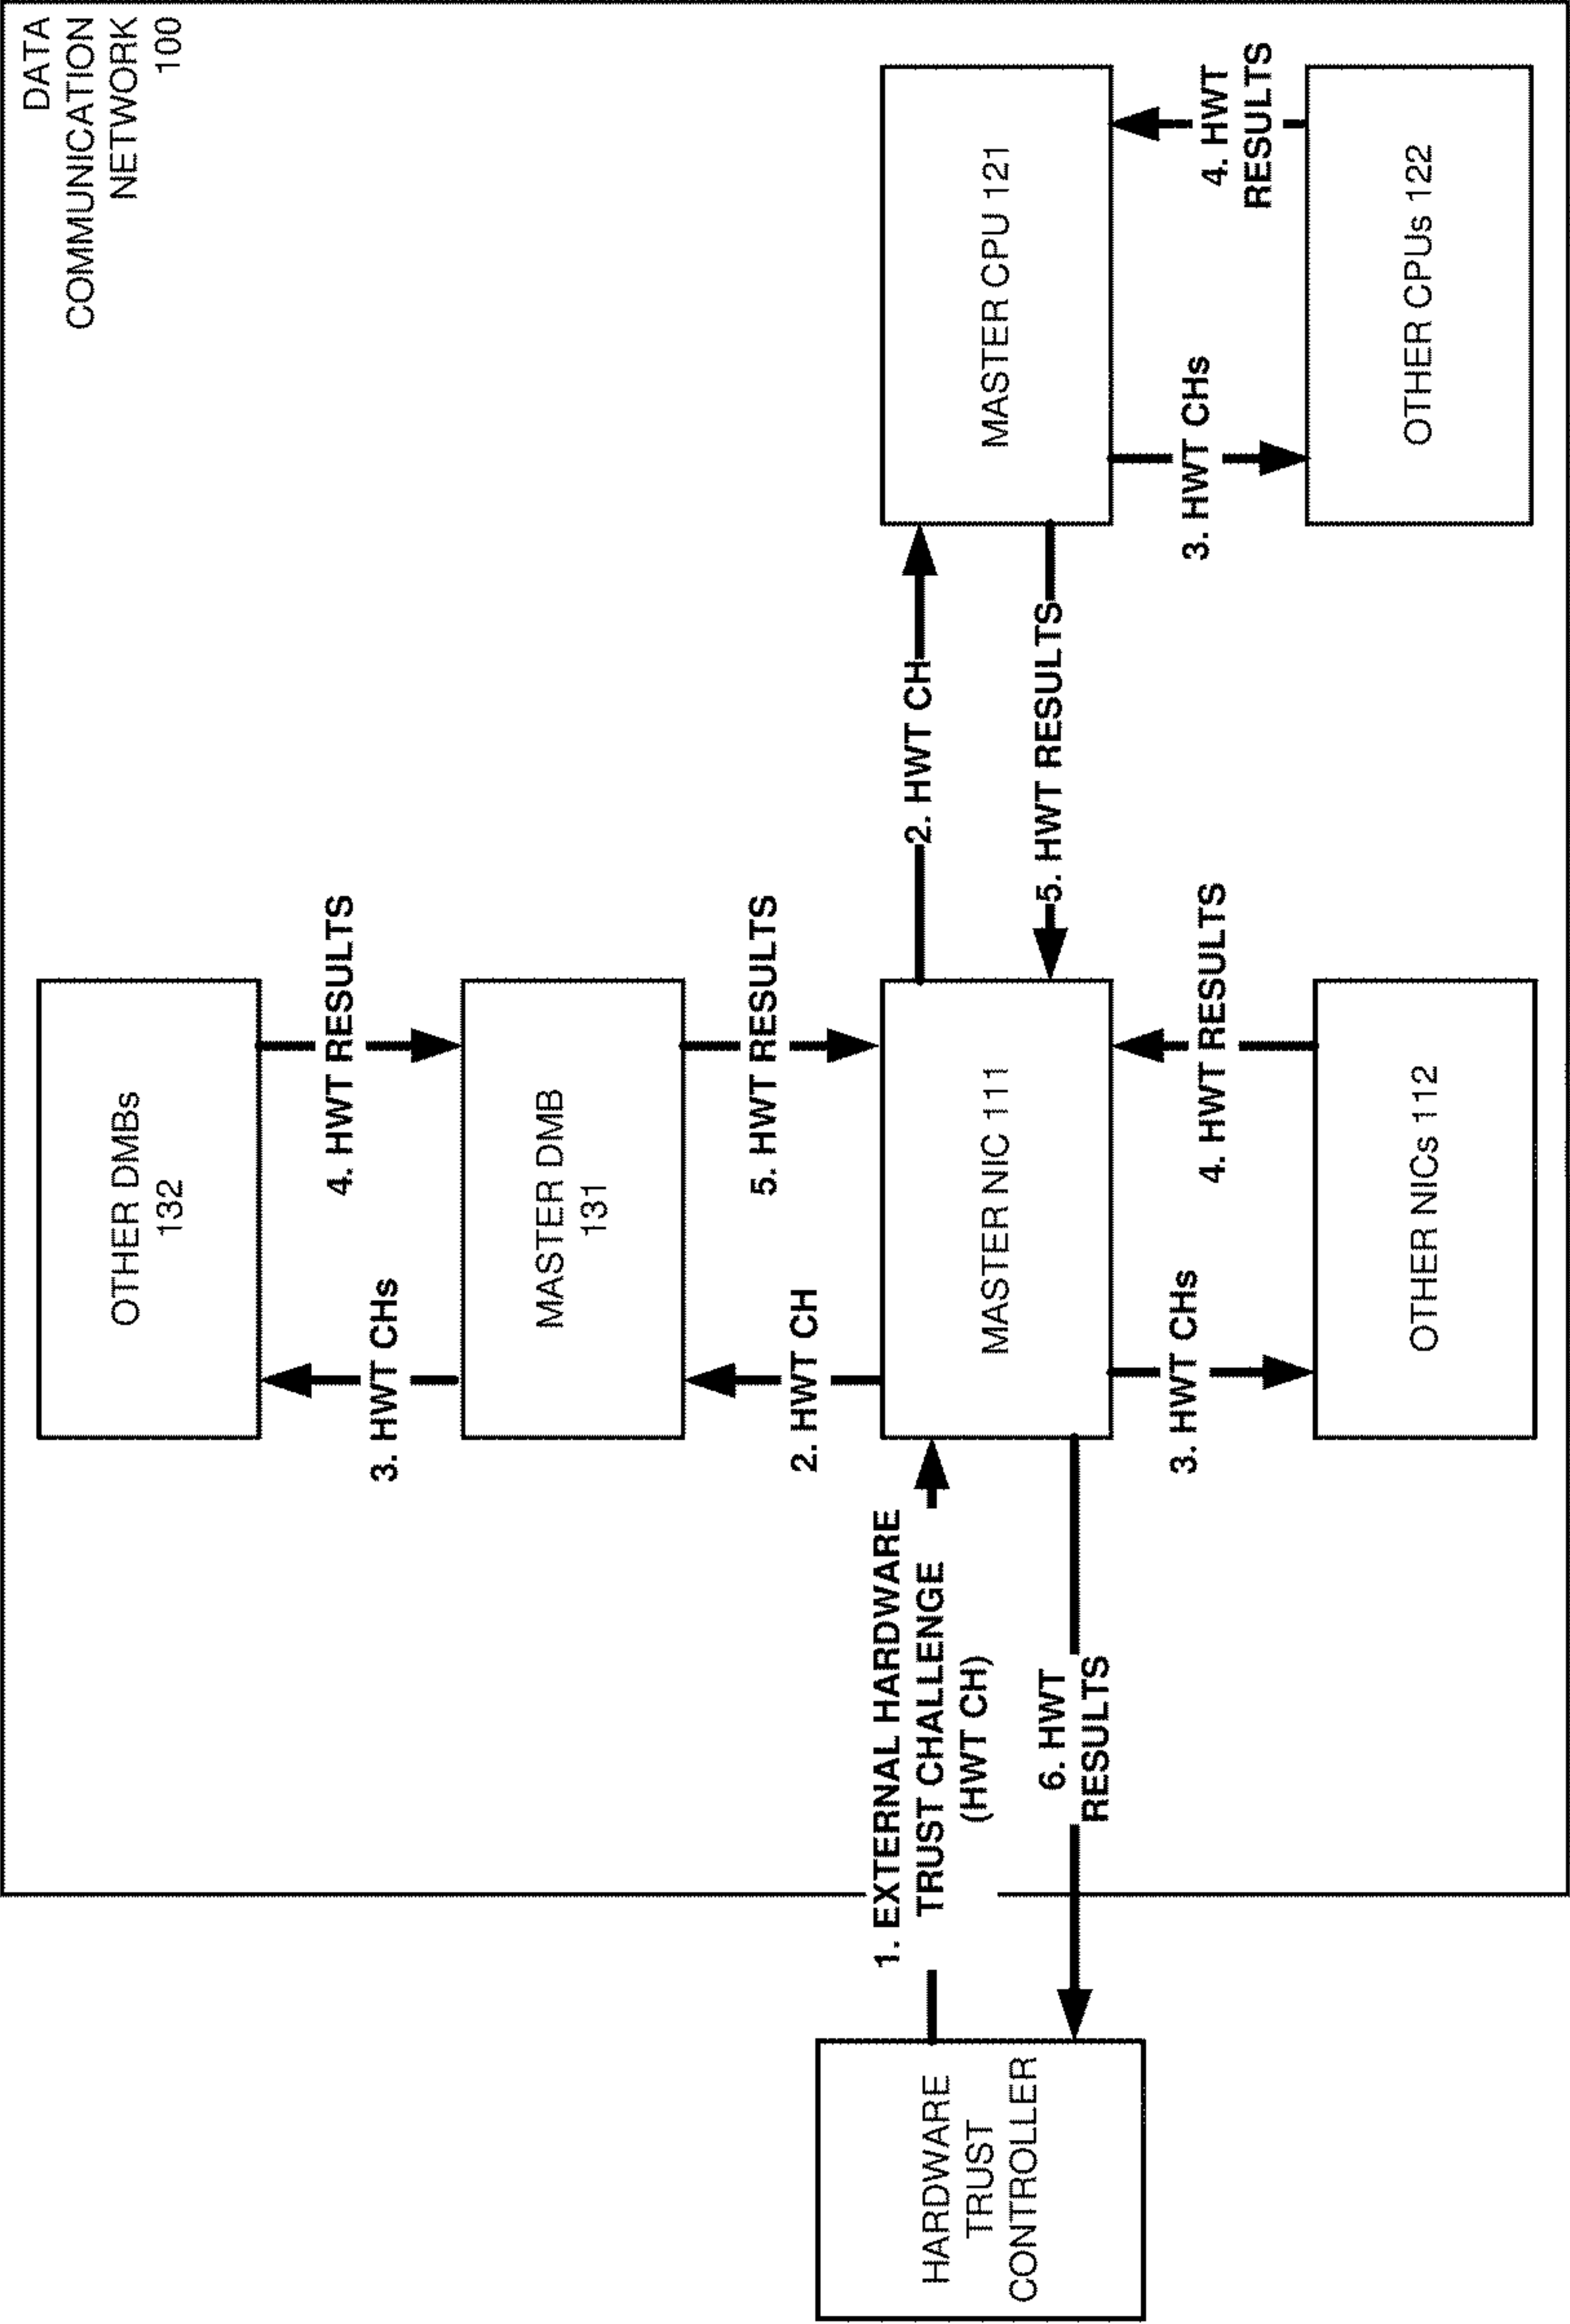 DATA
COMMUNICATION
NETWORK
100
OTHER DMBs
132
3. HWT CHs
4. HWT RESULTS
MASTER DMB
131
2. HWT CH
5. HWT RESULTS
HARDWARE
TRUST
CONTROLLER
1. EXTERNAL HARDWARE
TRUST CHALLENGE
(HWT CH)
6. HWT
RESULTS
MASTER NIC 111
2. HWT CH
5. HWT RESULTS
MASTER CPU 121
3. HWT CHs
4. HWT RESULTS
3. HWT CHs
4. HWT
RESULTS
OTHER NICs 112
OTHER CPUs 122